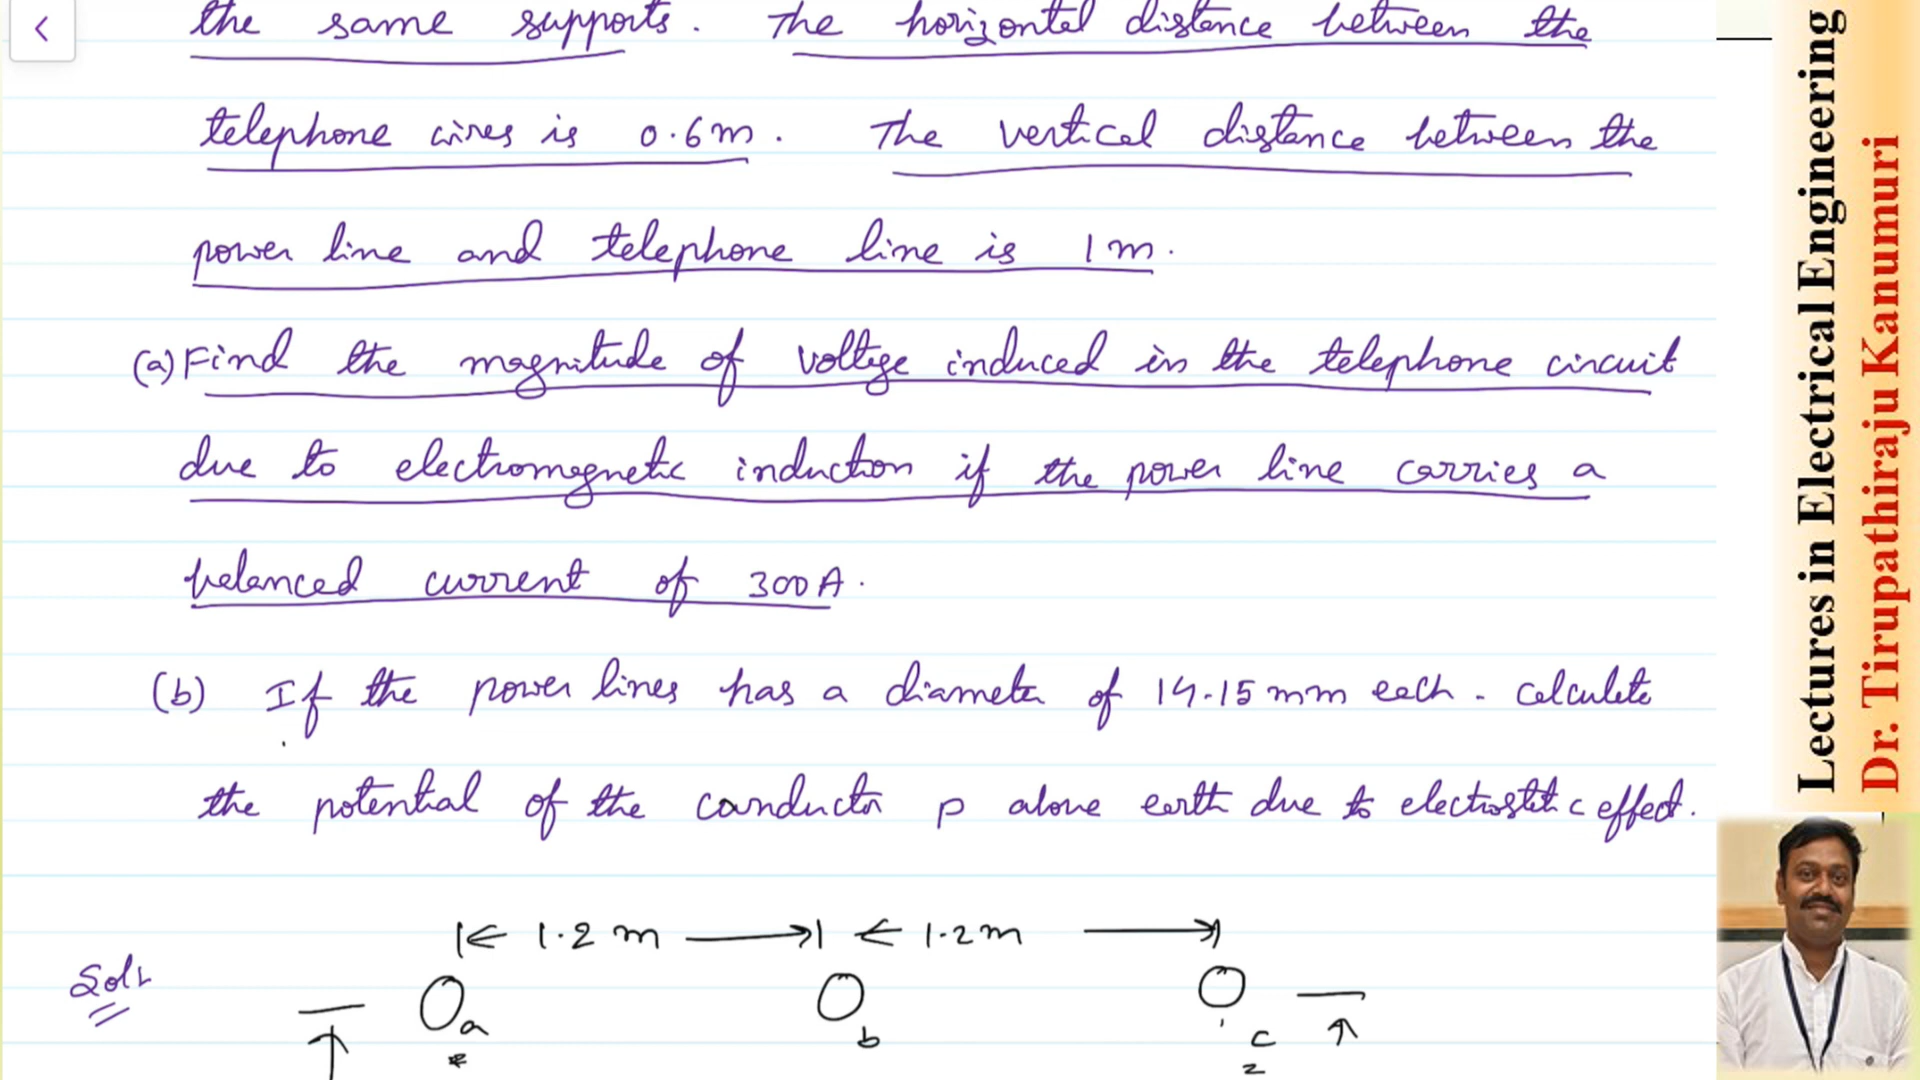 the same supports. The horizontal distance between the
telephone wires is 0.6m. The vertical distance between the
power line and telephone line is 1m.
(a) Find the magnitude of voltage induced in the telephone circuit
due to electromagnetic induction if the power line carries a
balanced current of 300A.
(b) If the power lines has a diameter of 14.15 mm each. Calculate
the potential of the conductor p above earth due to electrostatic effect.
1.2 m 1.2m
Soln
a b c
Lectures in Electrical Engineering
Dr. Tirupathiraju Kanumuri